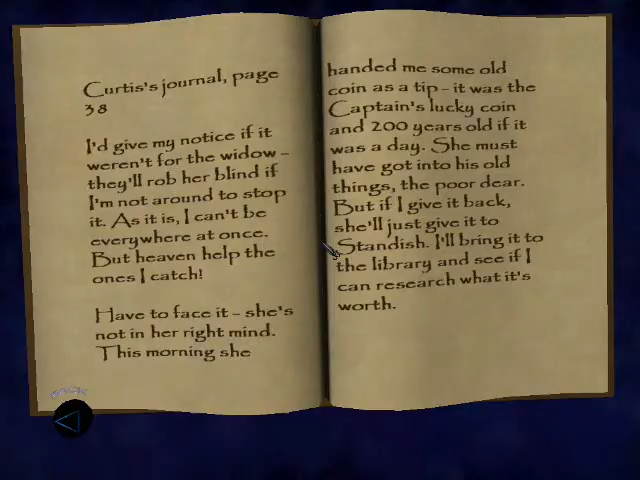 Curtis's journal, page
38
I'd give my notice if it
weren't for the widow -
they'll rob her blind if
I'm not around to stop
it. As it is, I can't be
everywhere at once.
But heaven help the
ones I catch!
Have to face it - she's
not in her right mind.
This morning she
handed me some old
coin as a tip - it was the
Captain's lucky coin
and 200 years old if it
was a day. She must
have got into his old
things, the poor dear.
But if I give it back,
she'll just give it to
Standish. I'll bring it to
the library and see if I
can research what it's
worth.
BACK